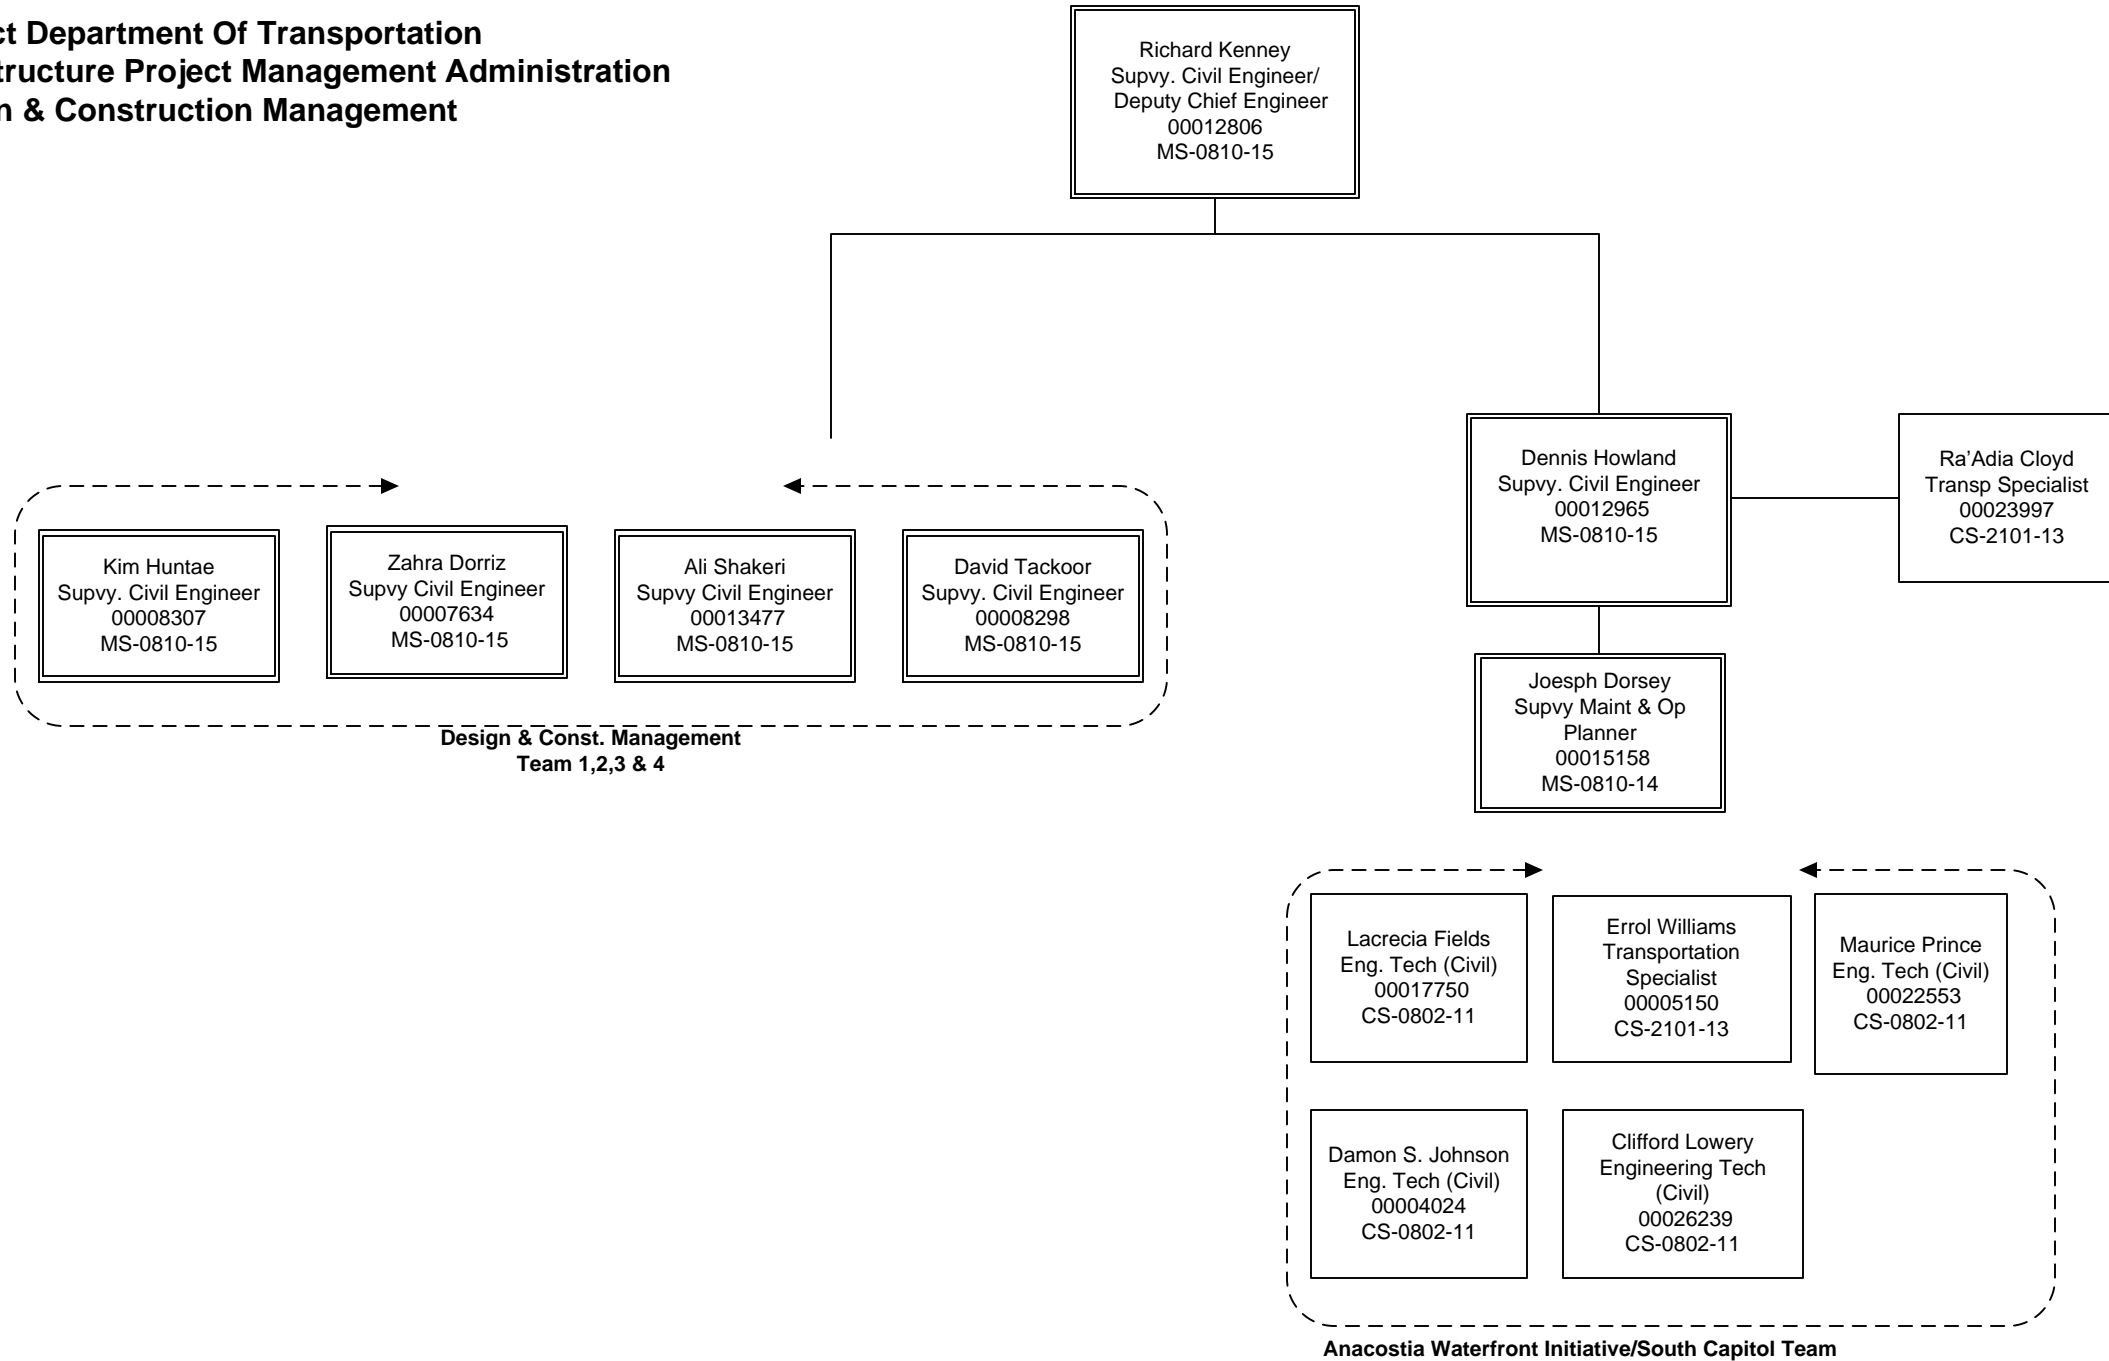 ct Department Of Transportation
tructure Project Management Administration
n & Construction Management
Richard Kenney
Supvy. Civil Engineer/
Deputy Chief Engineer
00012806
MS-0810-15
Dennis Howland
Supvy. Civil Engineer
00012965
MS-0810-15
Ra’Adia Cloyd
Transp Specialist
00023997
CS-2101-13
Kim Huntae
Supvy. Civil Engineer
00008307
MS-0810-15
Zahra Dorriz
Supvy Civil Engineer
00007634
MS-0810-15
Ali Shakeri
Supvy Civil Engineer
00013477
MS-0810-15
David Tackoor
Supvy. Civil Engineer
00008298
MS-0810-15
Design & Const. Management
Team 1,2,3 & 4
Joesph Dorsey
Supvy Maint & Op
Planner
00015158
MS-0810-14
Lacrecia Fields
Eng. Tech (Civil)
00017750
CS-0802-11
Errol Williams
Transportation
Specialist
00005150
CS-2101-13
Maurice Prince
Eng. Tech (Civil)
00022553
CS-0802-11
Damon S. Johnson
Eng. Tech (Civil)
00004024
CS-0802-11
Clifford Lowery
Engineering Tech
(Civil)
00026239
CS-0802-11
Anacostia Waterfront Initiative/South Capitol Team